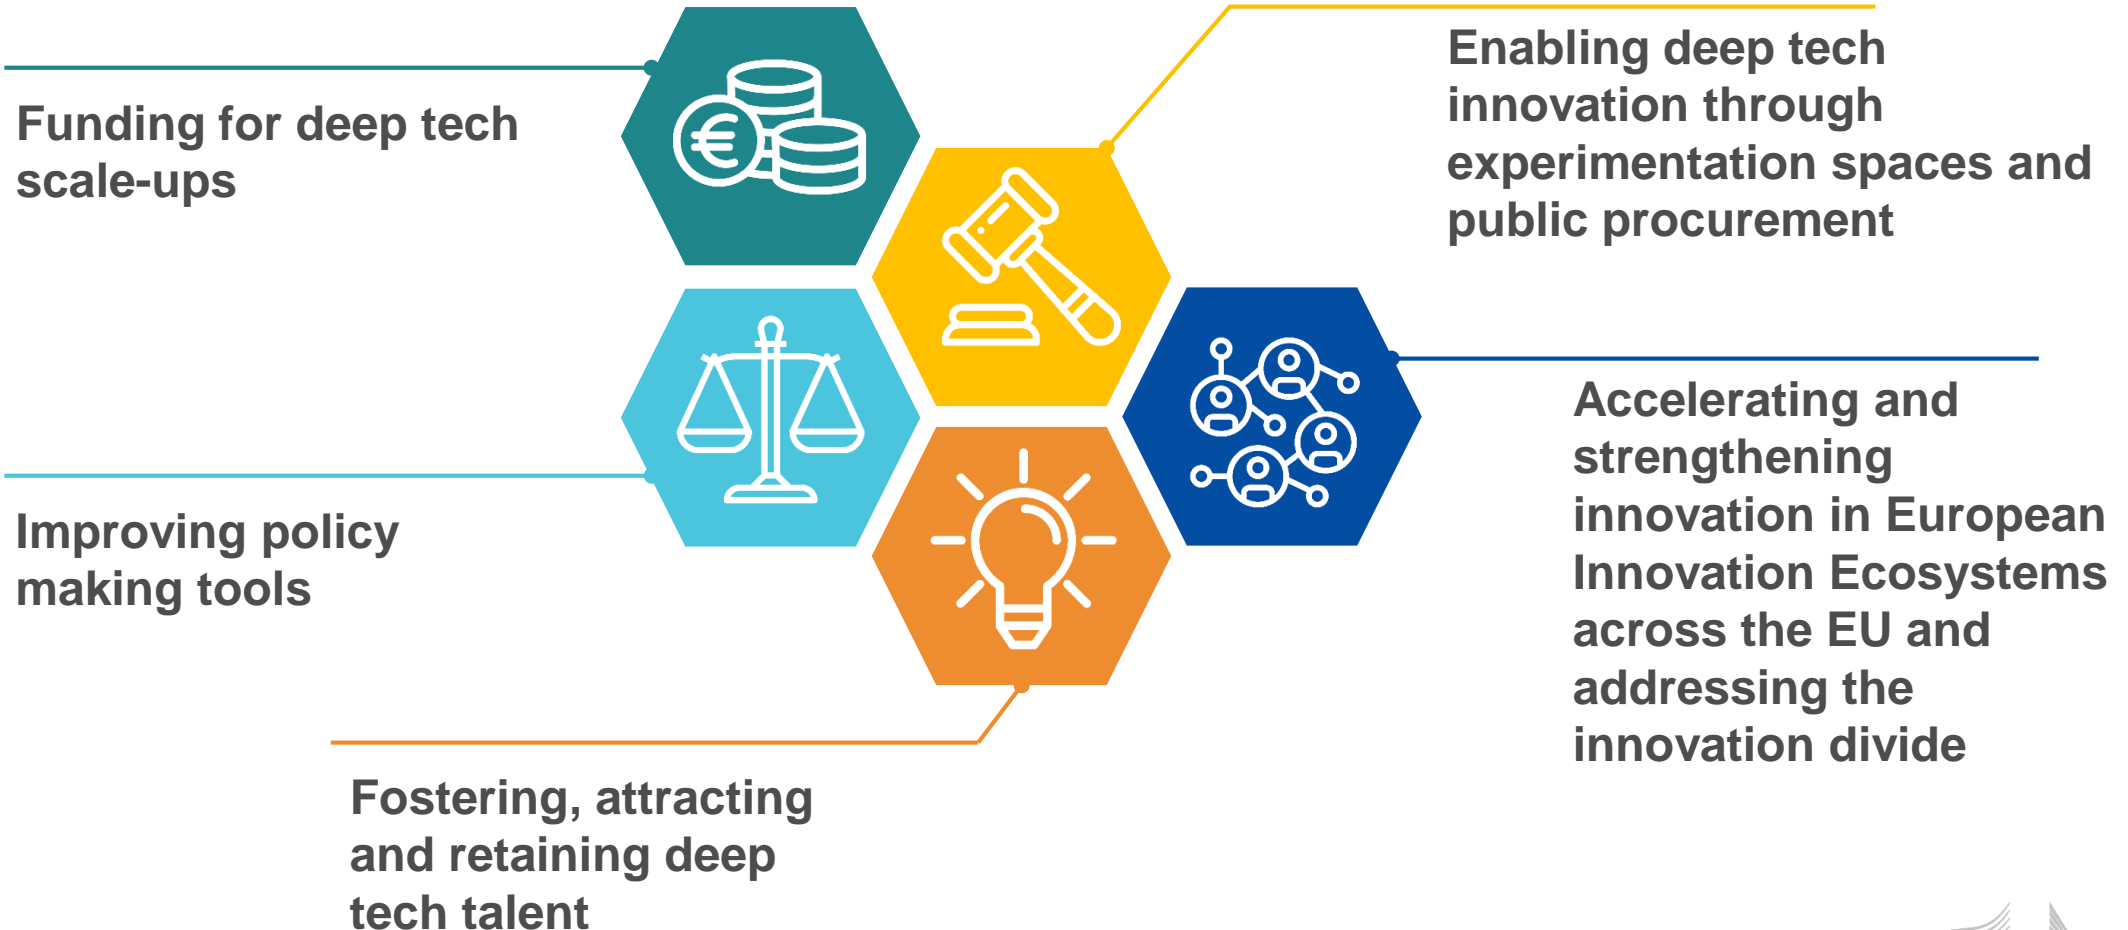 Funding for deep tech
scale-ups
Enabling deep tech
innovation through
experimentation spaces and
public procurement
Accelerating and
strengthening
innovation in European
Innovation Ecosystems
across the EU and
addressing the
innovation divide
Improving policy
making tools
Fostering, attracting
and retaining deep
tech talent